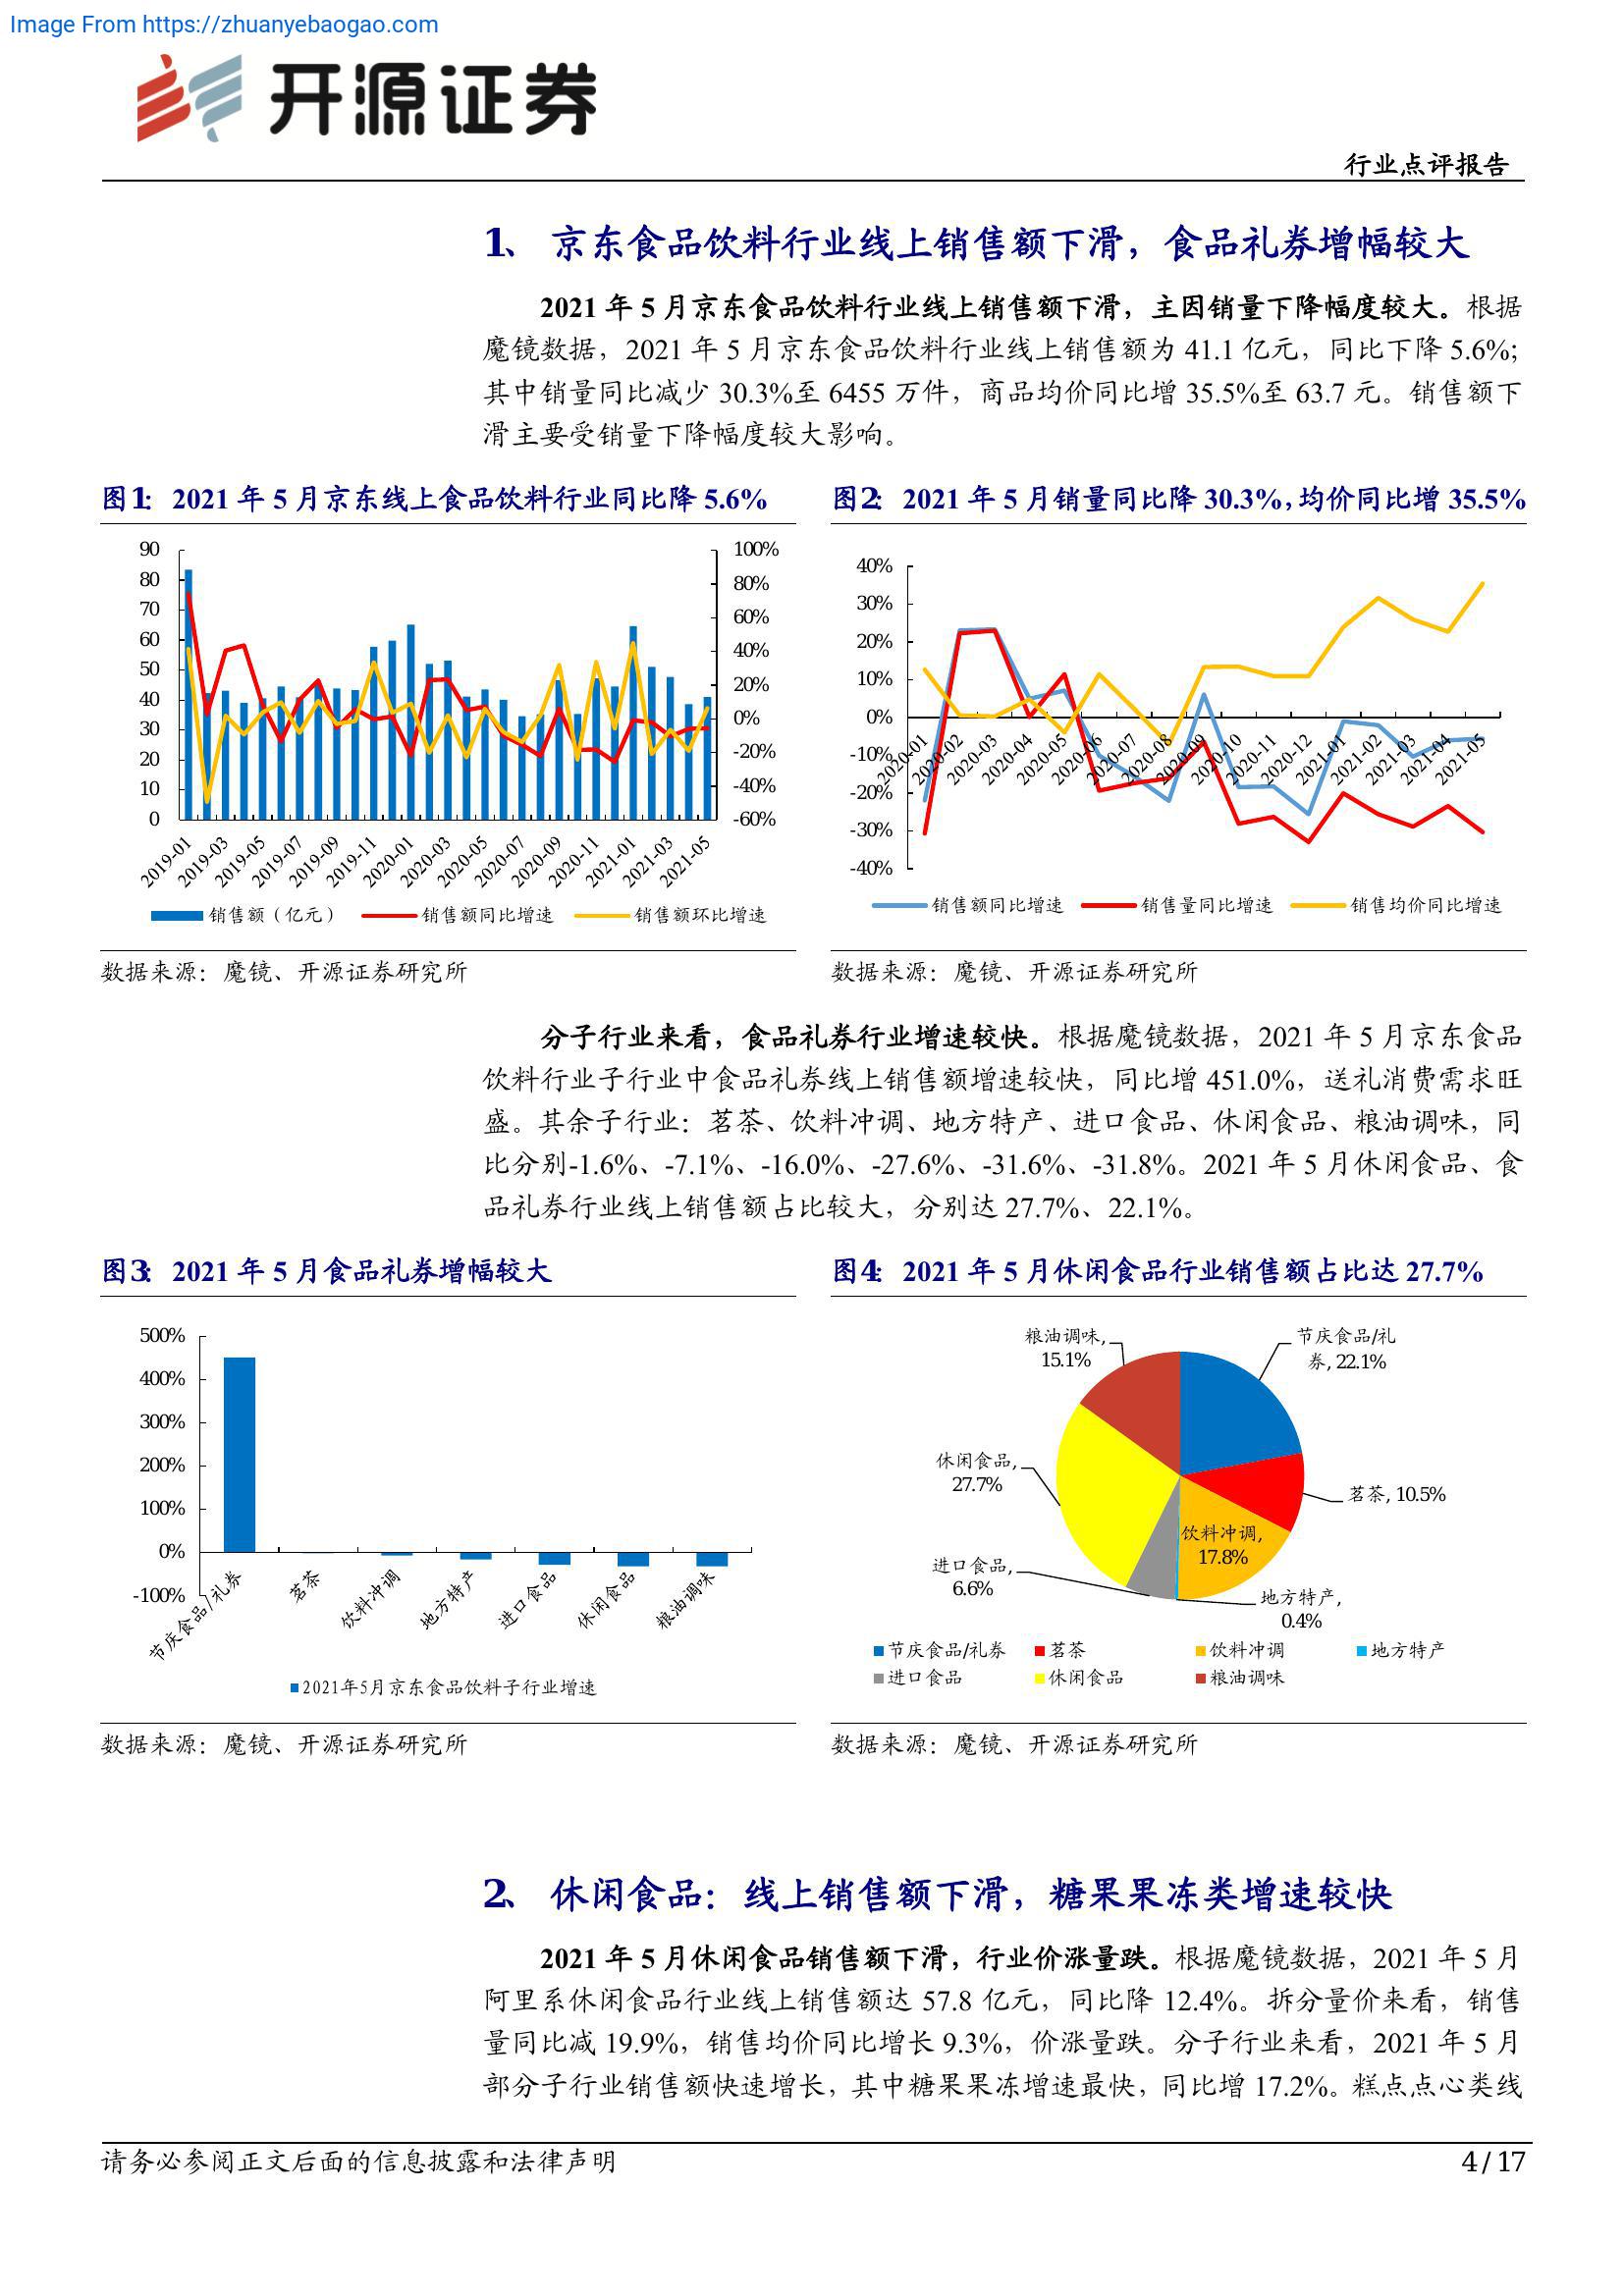 Image From https://zhuanyebaogao.com
开源证券
行业点评报告
1、 京东食品饮料行业线上销售额下滑，食品礼券增幅较大
2021 年 5 月京东食品饮料行业线上销售额下滑，主因销量下降幅度较大。根据
魔镜数据，2021 年 5 月京东食品饮料行业线上销售额为 41.1 亿元，同比下降 5.6%;
其中销量同比减少 30.3%至 6455 万件，商品均价同比增 35.5%至 63.7 元。销售额下
滑主要受销量下降幅度较大影响。
图1： 2021 年 5 月京东线上食品饮料行业同比降 5.6%
90
80
70
60
50
40
30
20
10
0
100%
80%
60%
40%
20%
0%
-20%
-40%
-60%
2019-01
2019-03
2019-05
2019-07
2019-09
2019-11
2020-01
2020-03
2020-05
2020-07
2020-09
2020-11
2021-01
2021-03
2021-05
销售额（亿元） 销售额同比增速 销售额环比增速
数据来源：魔镜、开源证券研究所
图2： 2021 年 5 月销量同比降 30.3%，均价同比增 35.5%
40%
30%
20%
10%
0%
-10%
-20%
-30%
-40%
2020-01
2020-02
2020-03
2020-04
2020-05
2020-06
2020-07
2020-08
2020-09
2020-10
2020-11
2020-12
2021-01
2021-02
2021-03
2021-04
2021-05
销售额同比增速 销售量同比增速 销售均价同比增速
数据来源：魔镜、开源证券研究所
分子行业来看，食品礼券行业增速较快。根据魔镜数据，2021 年 5 月京东食品
饮料行业子行业中食品礼券线上销售额增速较快，同比增 451.0%，送礼消费需求旺
盛。其余子行业：茗茶、饮料冲调、地方特产、进口食品、休闲食品、粮油调味，同
比分别-1.6%、-7.1%、-16.0%、-27.6%、-31.6%、-31.8%。2021 年 5 月休闲食品、食
品礼券行业线上销售额占比较大，分别达 27.7%、22.1%。
图3： 2021 年 5 月食品礼券增幅较大
500%
400%
300%
200%
100%
0%
-100%
节庆食品/礼券
茗茶
饮料冲调
地方特产
进口食品
休闲食品
粮油调味
2021年5月京东食品饮料子行业增速
数据来源：魔镜、开源证券研究所
图4： 2021 年 5 月休闲食品行业销售额占比达 27.7%
粮油调味,
15.1%
节庆食品/礼
券, 22.1%
休闲食品,
27.7%
茗茶, 10.5%
饮料冲调,
17.8%
进口食品,
6.6%
地方特产,
0.4%
节庆食品/礼券 茗茶 饮料冲调 地方特产
进口食品 休闲食品 粮油调味
数据来源：魔镜、开源证券研究所
2、 休闲食品：线上销售额下滑，糖果果冻类增速较快
2021 年 5 月休闲食品销售额下滑，行业价涨量跌。根据魔镜数据，2021 年 5 月
阿里系休闲食品行业线上销售额达 57.8 亿元，同比降 12.4%。拆分量价来看，销售
量同比减 19.9%，销售均价同比增长 9.3%，价涨量跌。分子行业来看，2021 年 5 月
部分子行业销售额快速增长，其中糖果果冻增速最快，同比增 17.2%。糕点点心类线
请务必参阅正文后面的信息披露和法律声明
4 / 17